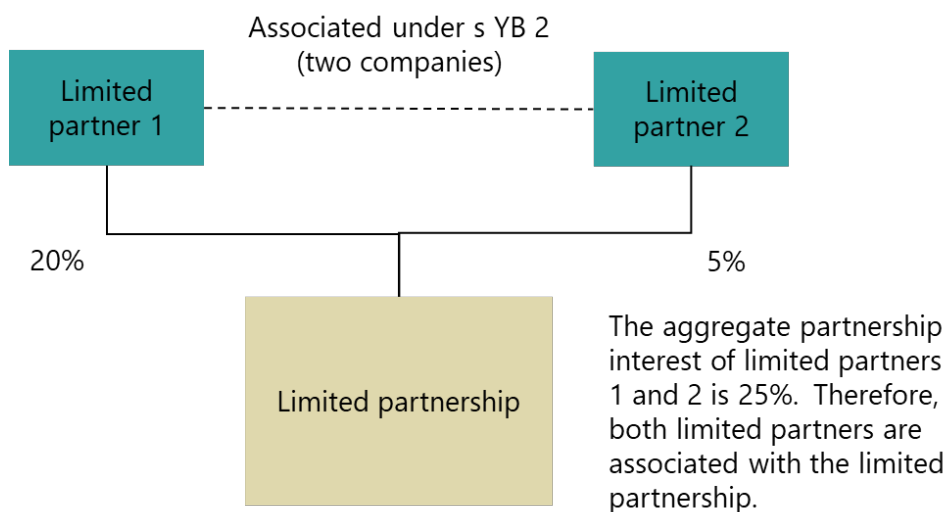 Associated under s YB 2
(two companies)
Limited
partner 1
Limited
partner 2
20%
5%
Limited partnership
The aggregate partnership
interest of limited partners
1 and 2 is 25%.  Therefore,
both limited partners are
associated with the limited
partnership.